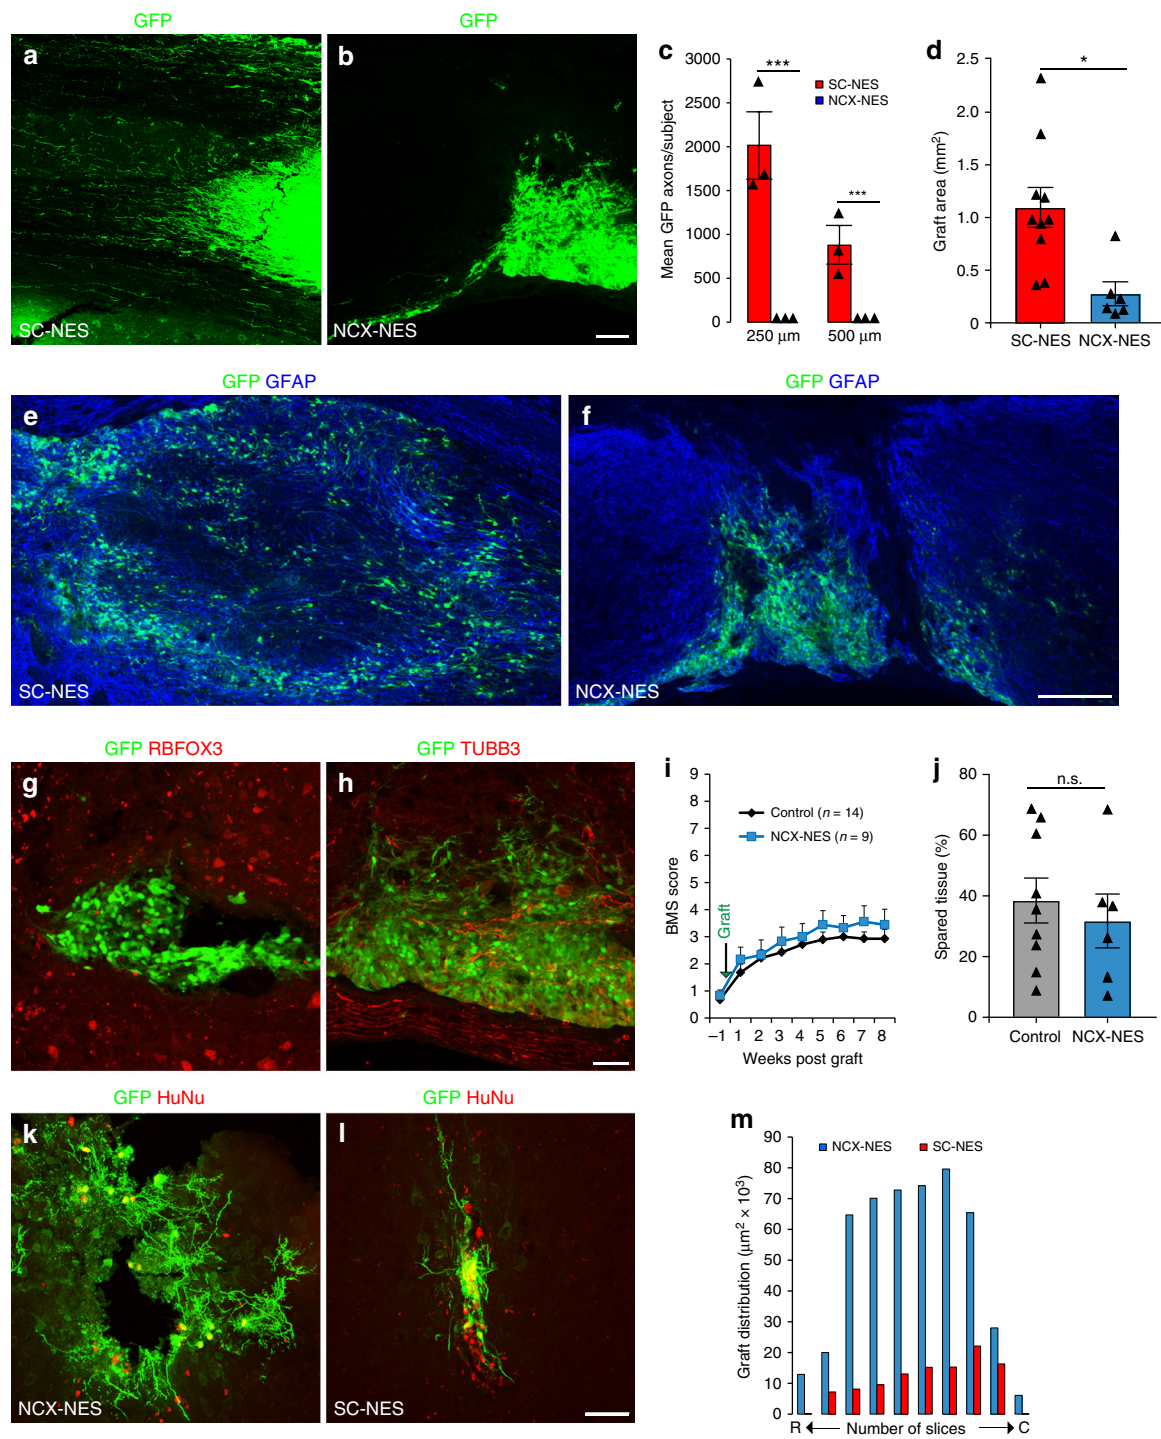 GFP
GFP
a
SC-NES
b
NCX-NES
c
Mean GFP axons/subject
3000
2500
2000
1500
1000
500
0
***
***
SC-NES
NCX-NES
250 μm
500 μm
d
Graft area (mm²)
2.5
2.0
1.5
1.0
0.5
0
*
SC-NES
NCX-NES
GFP GFAP
GFP GFAP
e
SC-NES
f
NCX-NES
GFP RBFOX3
GFP TUBB3
g
h
i
BMS score
9
8
7
6
5
4
3
2
1
0
Control (n = 14)
NCX-NES (n = 9)
Graft
−1 1 2 3 4 5 6 7 8
Weeks post graft
j
Spared tissue (%)
80
60
40
20
0
n.s.
Control
NCX-NES
GFP HuNu
GFP HuNu
k
NCX-NES
l
SC-NES
m
Graft distribution (μm² × 10³)
90
80
70
60
50
40
30
20
10
0
NCX-NES
SC-NES
R
Number of slices
C